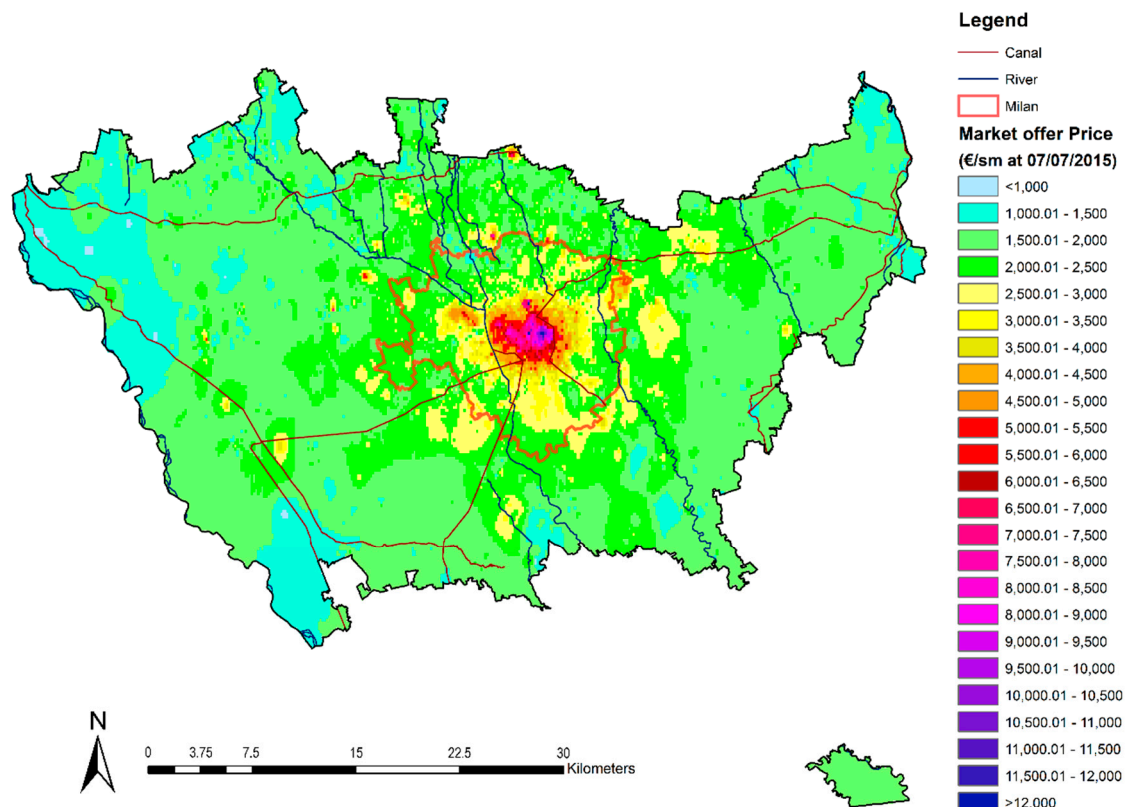 Legend
Canal
River
Milan
Market offer Price
(€/sm at 07/07/2015)
<1,000
1,000.01 - 1,500
1,500.01 - 2,000
2,000.01 - 2,500
2,500.01 - 3,000
3,000.01 - 3,500
3,500.01 - 4,000
4,000.01 - 4,500
4,500.01 - 5,000
5,000.01 - 5,500
5,500.01 - 6,000
6,000.01 - 6,500
6,500.01 - 7,000
7,000.01 - 7,500
7,500.01 - 8,000
8,000.01 - 8,500
8,000.01 - 9,000
9,000.01 - 9,500
9,500.01 - 10,000
10,000.01 - 10,500
10,500.01 - 11,000
11,000.01 - 11,500
11,500.01 - 12,000
>12,000
N
0 3.75 7.5 15 22.5 30
Kilometers